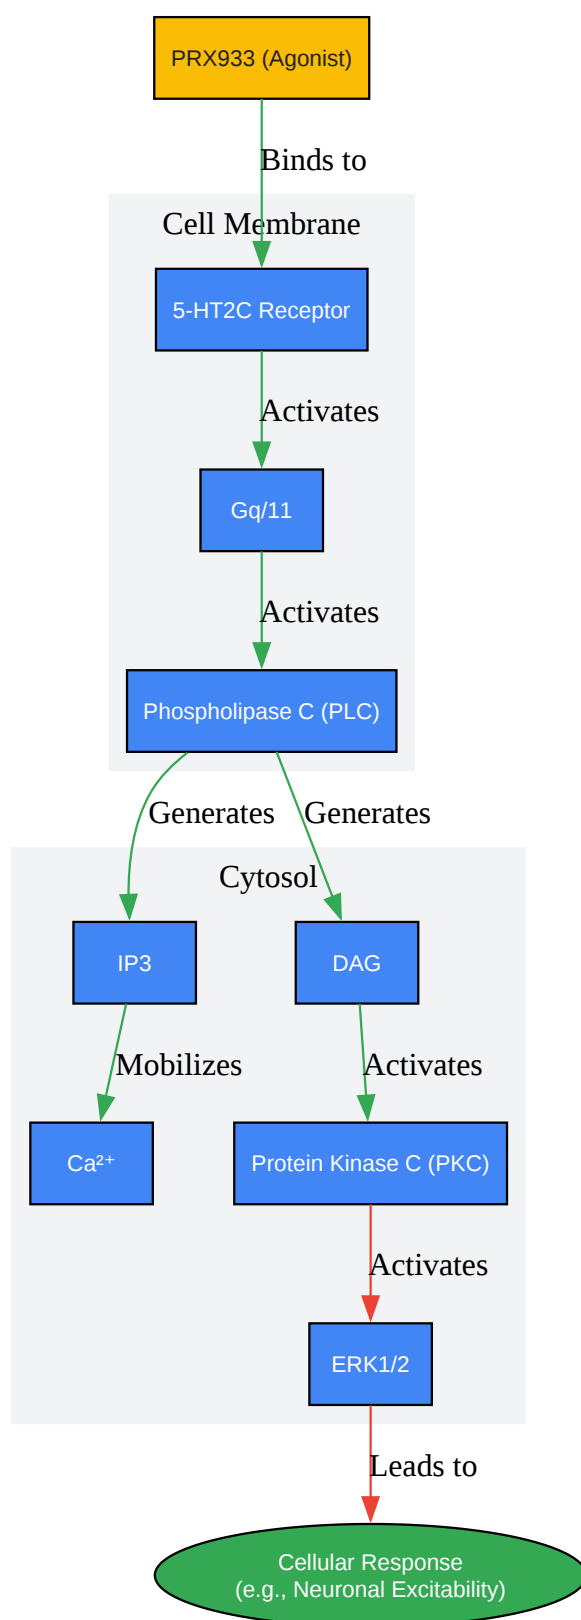 PRX933 (Agonist)
Binds to
Cell Membrane
5-HT2C Receptor
Activates
Gq/11
Activates
Phospholipase C (PLC)
Generates
Generates
Cytosol
IP3
DAG
Mobilizes
Activates
Ca²⁺
Protein Kinase C (PKC)
Activates
ERK1/2
Leads to
Cellular Response
(e.g., Neuronal Excitability)